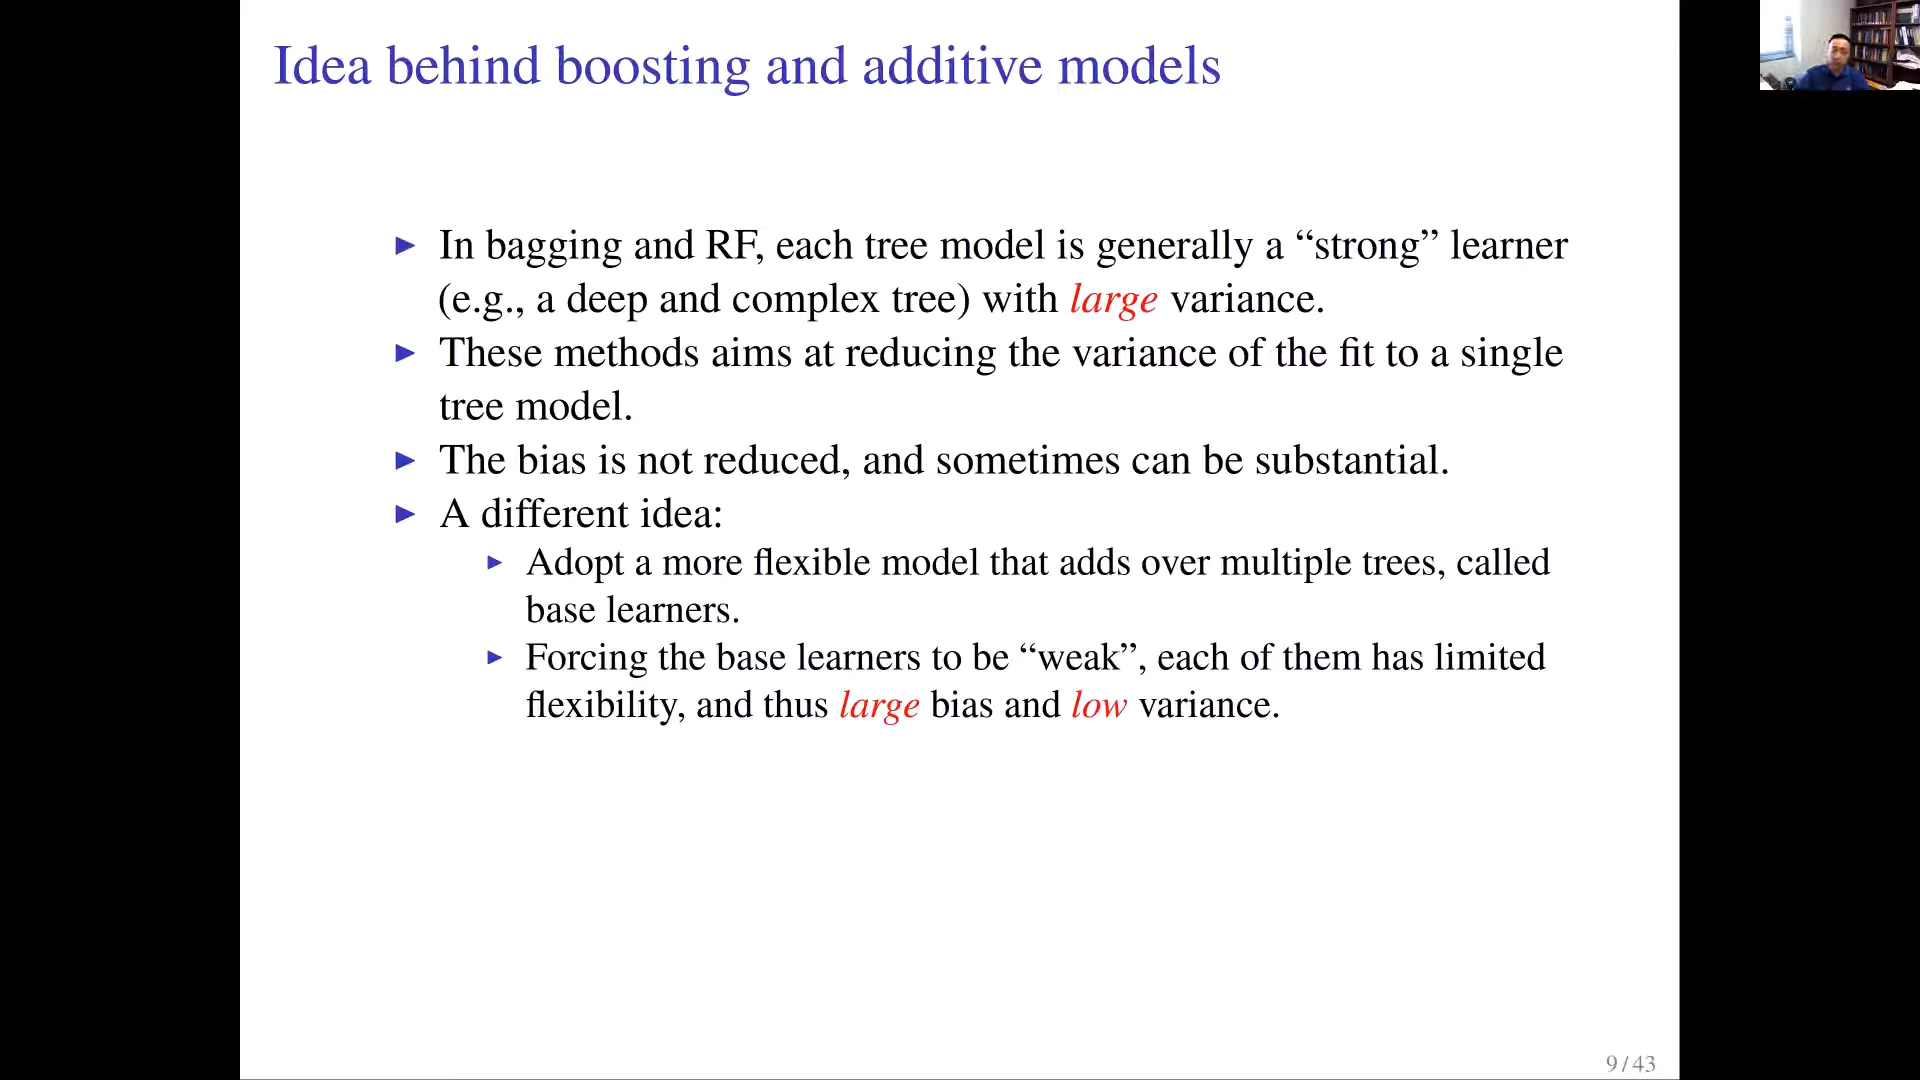 Idea behind boosting and additive models
▶ In bagging and RF, each tree model is generally a “strong” learner
(e.g., a deep and complex tree) with large variance.
▶ These methods aims at reducing the variance of the fit to a single
tree model.
▶ The bias is not reduced, and sometimes can be substantial.
▶ A different idea:
▶ Adopt a more flexible model that adds over multiple trees, called
base learners.
▶ Forcing the base learners to be “weak”, each of them has limited
flexibility, and thus large bias and low variance.
9 / 43